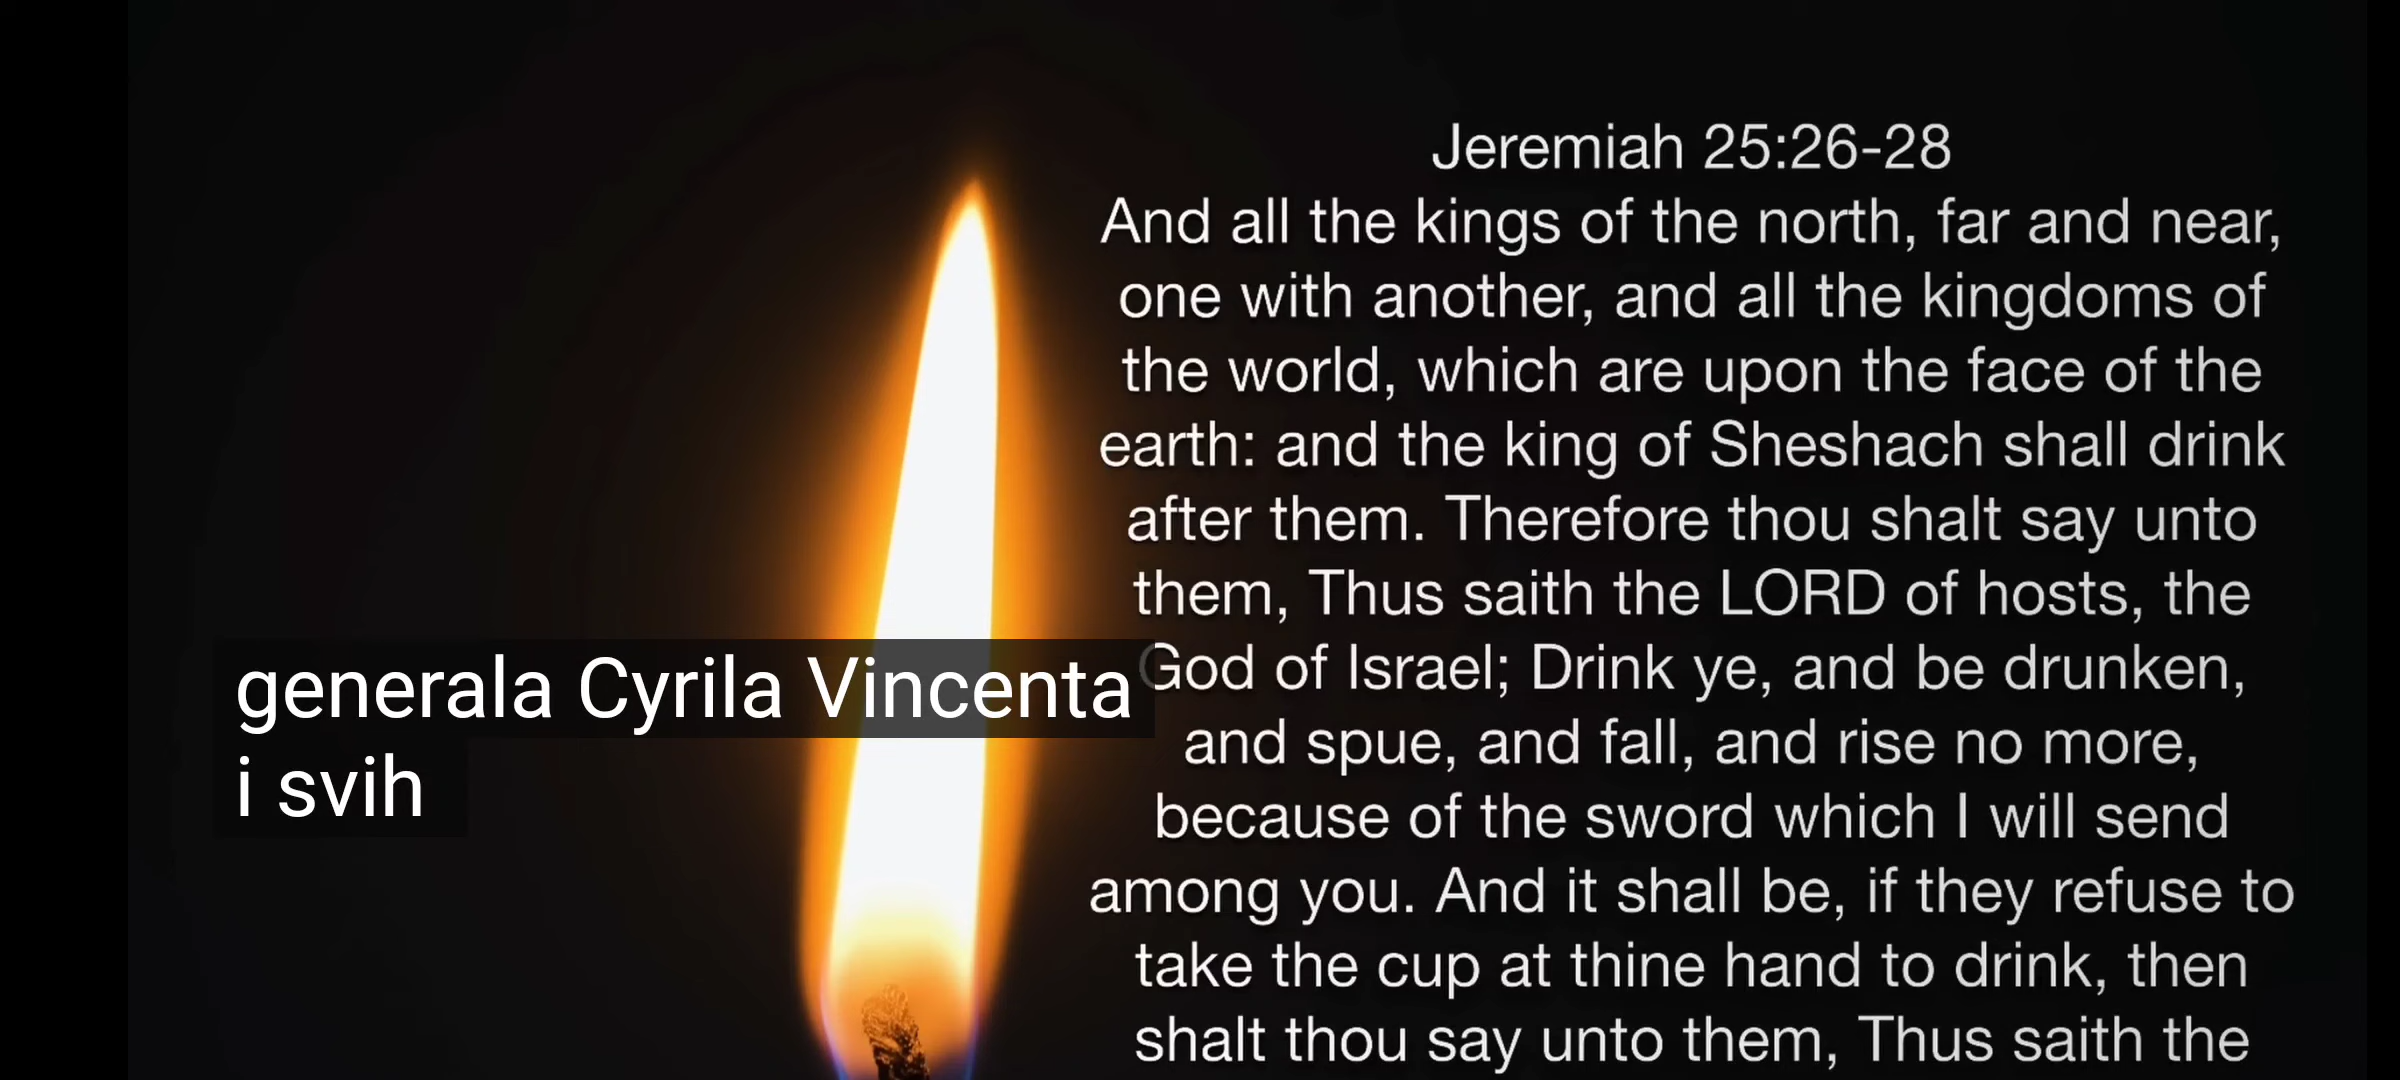 Jeremiah 25:26-28
And all the kings of the north, far and near,
one with another, and all the kingdoms of
the world, which are upon the face of the
earth: and the king of Sheshach shall drink
after them. Therefore thou shalt say unto
them, Thus saith the LORD of hosts, the
God of Israel; Drink ye, and be drunken,
and spue, and fall, and rise no more,
because of the sword which I will send
among you. And it shall be, if they refuse to
take the cup at thine hand to drink, then
shalt thou say unto them, Thus saith the
generala Cyrila Vincenta
i svih